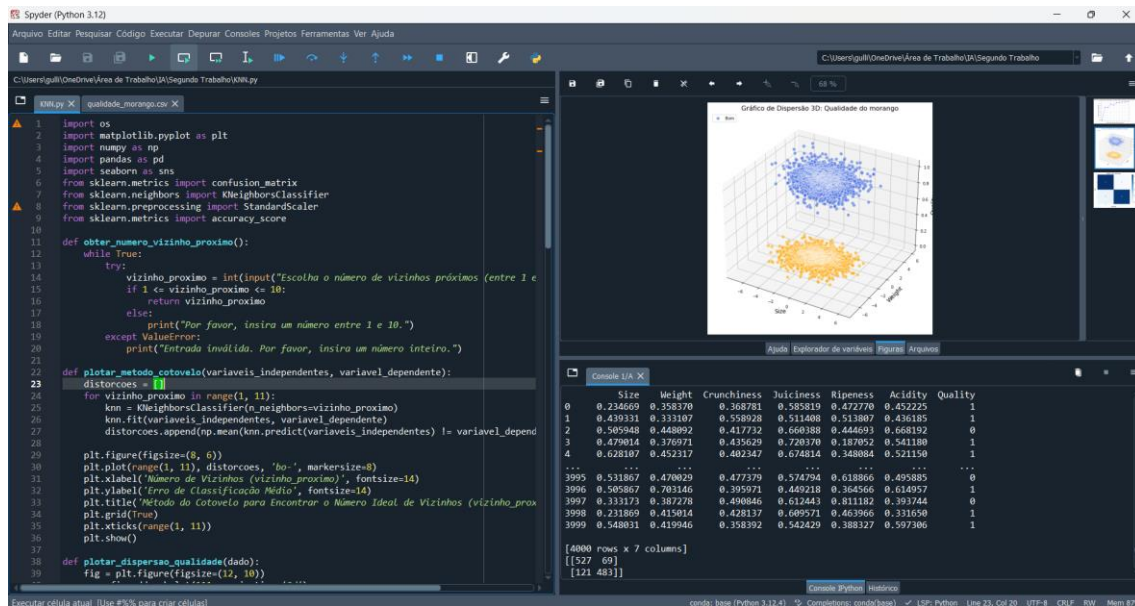 Spyder (Python 3.12)
Arquivo Editar Pesquisar Código Executar Depurar Consoles Projetos Ferramentas Ver Ajuda
C:\Users\gulli\OneDrive\Área de Trabalho\IA\Segundo Trabalho
C:\Users\gulli\OneDrive\Área de Trabalho\IA\Segundo Trabalho\KNN.py
KNN.py
qualidade_morango.csv
1 import os
2 import matplotlib.pyplot as plt
3 import numpy as np
4 import pandas as pd
5 import seaborn as sns
6 from sklearn.metrics import confusion_matrix
7 from sklearn.neighbors import KNeighborsClassifier
8 from sklearn.preprocessing import StandardScaler
9 from sklearn.metrics import accuracy_score
10
11 def obter_numero_vizinho_proximo():
12 while True:
13 try:
14 vizinho_proximo = int(input("Escolha o número de vizinhos próximos (entre 1 e
15 if 1 <= vizinho_proximo <= 10:
16 return vizinho_proximo
17 else:
18 print("Por favor, insira um número entre 1 e 10.")
19 except ValueError:
20 print("Entrada inválida. Por favor, insira um número inteiro.")
21
22 def plotar_metodo_cotovelo(variaveis_independentes, variavel_dependente):
23 distorcoes = []
24 for vizinho_proximo in range(1, 11):
25 knn = KNeighborsClassifier(n_neighbors=vizinho_proximo)
26 knn.fit(variaveis_independentes, variavel_dependente)
27 distorcoes.append(np.mean(knn.predict(variaveis_independentes) != variavel_depend
28
29 plt.figure(figsize=(8, 6))
30 plt.plot(range(1, 11), distorcoes, 'bo-', markersize=8)
31 plt.xlabel('Número de Vizinhos (vizinho_proximo)', fontsize=14)
32 plt.ylabel('Erro de Classificação Médio', fontsize=14)
33 plt.title('Método do Cotovelo para Encontrar o Número Ideal de Vizinhos (vizinho_prox
34 plt.grid(True)
35 plt.xticks(range(1, 11))
36 plt.show()
37
38 def plotar_dispersao_qualidade(dado):
39 fig = plt.figure(figsize=(12, 10))
68 %
Gráfico de Dispersão 3D: Qualidade do morango
Size
Weight
Ajuda Explorador de variáveis Figuras Arquivos
Console 1/A
Size Weight Crunchiness Juiciness Ripeness Acidity Quality
0 0.234669 0.358370 0.368781 0.585819 0.472770 0.452225 1
1 0.439331 0.333107 0.558928 0.511408 0.513807 0.436185 1
2 0.505948 0.448092 0.417732 0.660388 0.444693 0.668192 0
3 0.479014 0.376971 0.435629 0.720370 0.187052 0.541180 1
4 0.628107 0.452317 0.402347 0.674814 0.348084 0.521150 1
... ... ... ... ... ... ... ...
3995 0.531867 0.470029 0.477379 0.574794 0.618866 0.495885 0
3996 0.505867 0.703146 0.395971 0.449218 0.364566 0.614957 1
3997 0.333173 0.387278 0.490846 0.612443 0.811182 0.393744 0
3998 0.231869 0.415014 0.428137 0.609571 0.463966 0.331650 1
3999 0.548031 0.419946 0.358392 0.542429 0.388327 0.597306 1
[4000 rows x 7 columns]
[[527 69]
[121 483]]
Console IPython Histórico
Executar célula atual [Use #%% para criar células]
conda: base (Python 3.12.4) Completions: conda(base) LSP: Python Line 23, Col 20 UTF-8 CRLF RW Mem 87